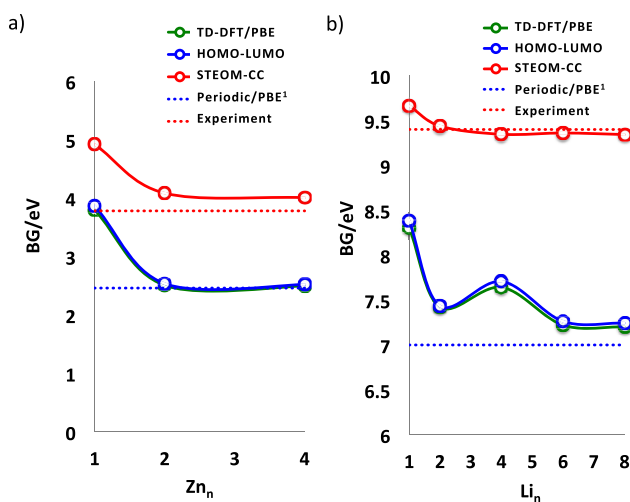 a)
TD-DFT/PBE
HOMO-LUMO
STEOM-CC
Periodic/PBE¹
Experiment
BG/eV
6
5
4
3
2
1
0
1 2 3 4
Znₙ
b)
TD-DFT/PBE
HOMO-LUMO
STEOM-CC
Periodic/PBE¹
Experiment
BG/eV
10
9.5
9
8.5
8
7.5
7
6.5
6
1 2 3 4 5 6 7 8
Liₙ